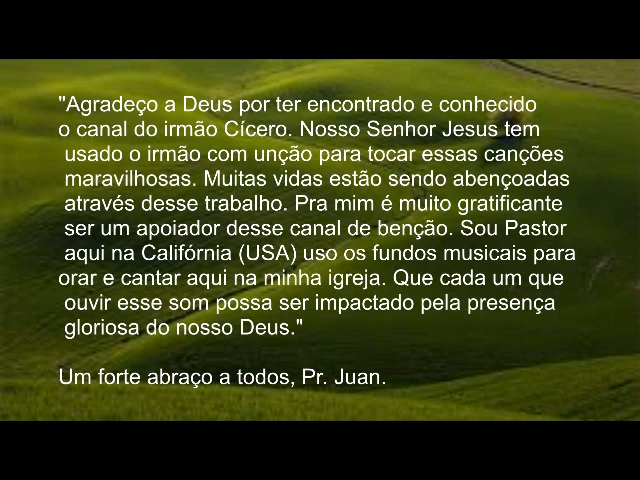 "Agradeço a Deus por ter encontrado e conhecido
o canal do irmão Cícero. Nosso Senhor Jesus tem
usado o irmão com unção para tocar essas canções
maravilhosas. Muitas vidas estão sendo abençoadas
através desse trabalho. Pra mim é muito gratificante
ser um apoiador desse canal de benção. Sou Pastor
aqui na Califórnia (USA) uso os fundos musicais para
orar e cantar aqui na minha igreja. Que cada um que
ouvir esse som possa ser impactado pela presença
gloriosa do nosso Deus."
Um forte abraço a todos, Pr. Juan.